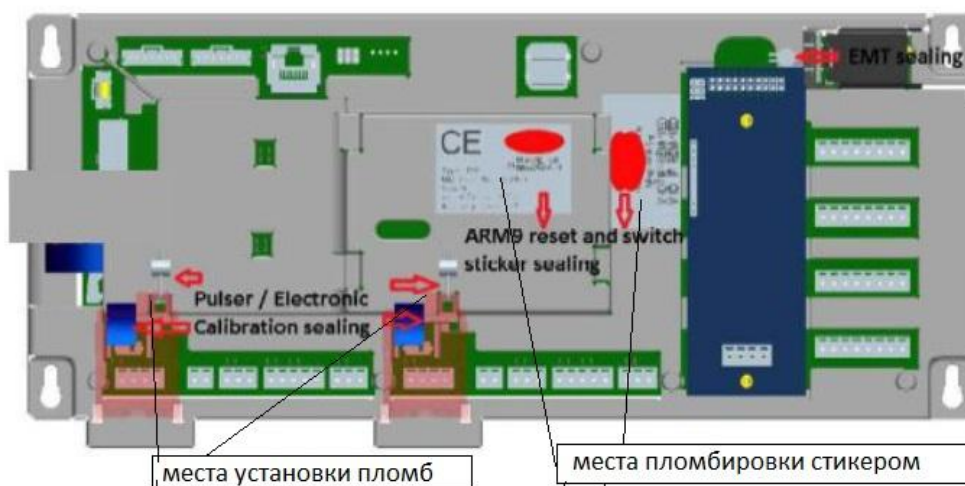 EMT sealing
CE
ARM9 reset and switch
sticker sealing
Pulser / Electronic
Calibration sealing
места установки пломб
места пломбировки стикером